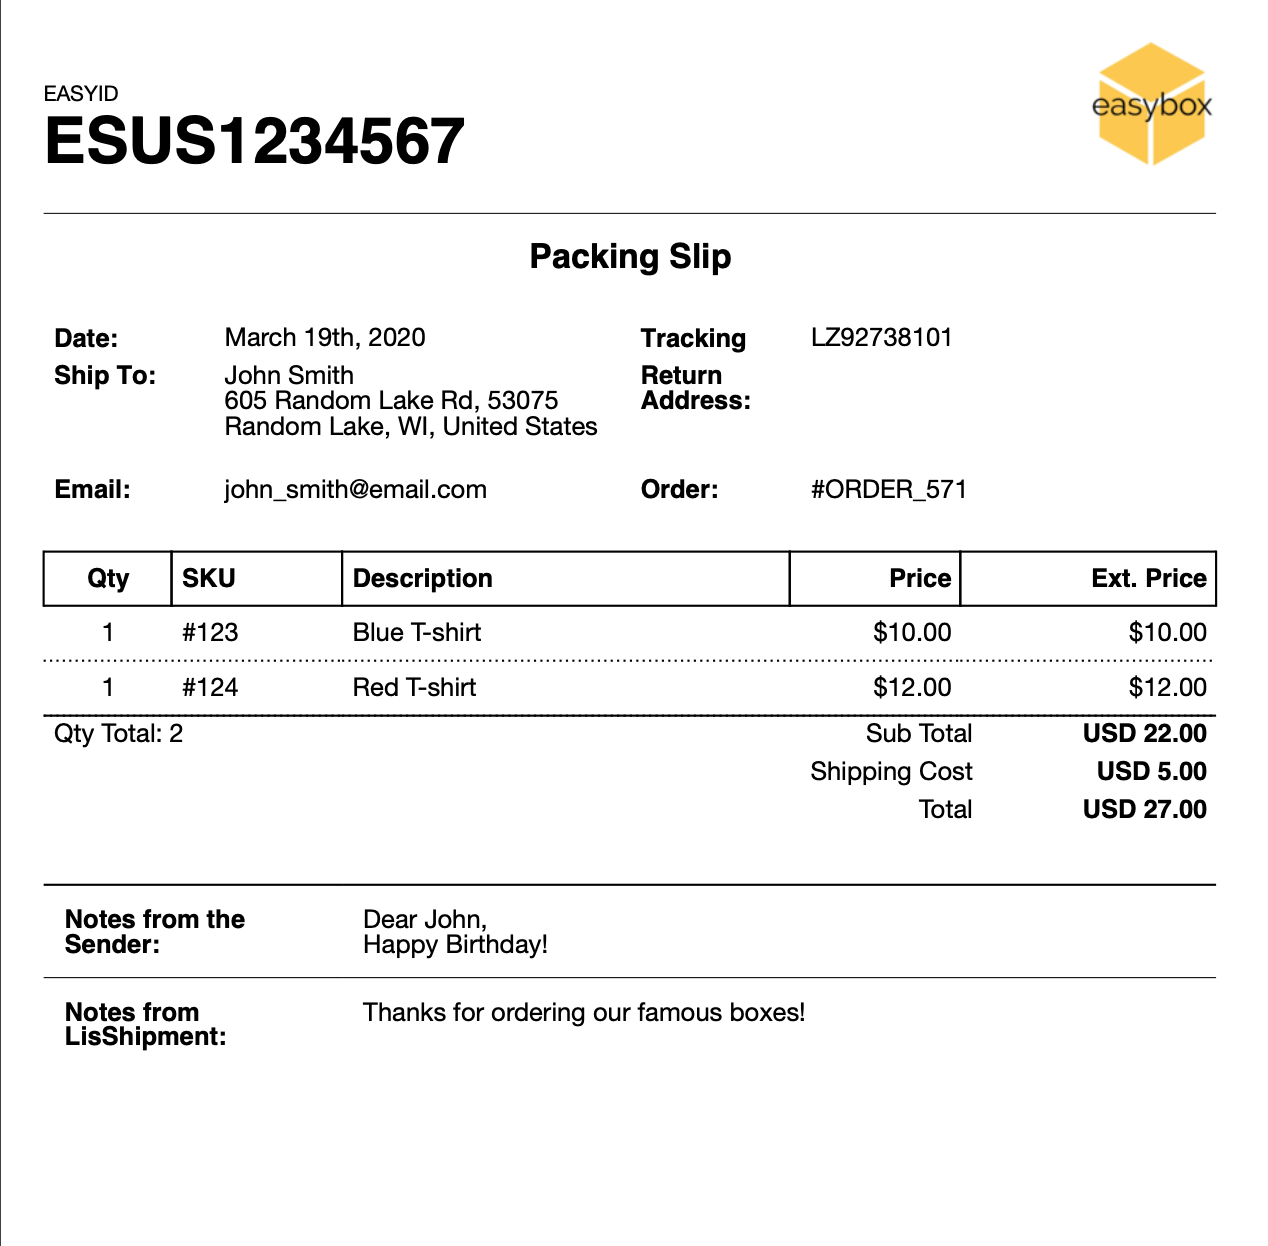 EASYID
ESUS1234567
easybox
Packing Slip
Date: March 19th, 2020 Tracking LZ92738101
Ship To: John Smith Return
605 Random Lake Rd, 53075 Address:
Random Lake, WI, United States
Email: john_smith@email.com Order: #ORDER_571
Qty SKU Description Price Ext. Price
1 #123 Blue T-shirt $10.00 $10.00
1 #124 Red T-shirt $12.00 $12.00
Qty Total: 2 Sub Total USD 22.00
Shipping Cost USD 5.00
Total USD 27.00
Notes from the Dear John,
Sender: Happy Birthday!
Notes from Thanks for ordering our famous boxes!
LisShipment: